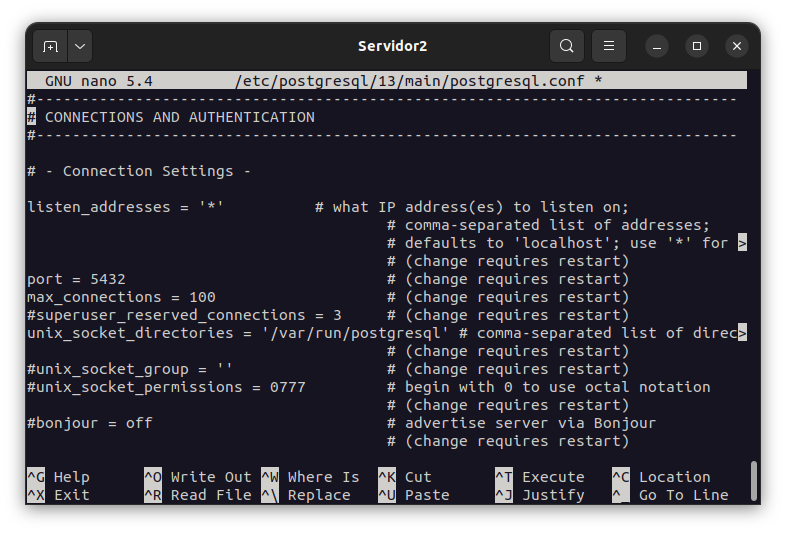 Servidor2
GNU nano 5.4 /etc/postgresql/13/main/postgresql.conf *
#------------------------------------------------------------------------------
# CONNECTIONS AND AUTHENTICATION
#------------------------------------------------------------------------------
# - Connection Settings -
listen_addresses = '*' # what IP address(es) to listen on;
# comma-separated list of addresses;
# defaults to 'localhost'; use '*' for >
# (change requires restart)
port = 5432 # (change requires restart)
max_connections = 100 # (change requires restart)
#superuser_reserved_connections = 3 # (change requires restart)
unix_socket_directories = '/var/run/postgresql' # comma-separated list of direc>
# (change requires restart)
#unix_socket_group = '' # (change requires restart)
#unix_socket_permissions = 0777 # begin with 0 to use octal notation
# (change requires restart)
#bonjour = off # advertise server via Bonjour
# (change requires restart)
^G Help ^O Write Out ^W Where Is ^K Cut ^T Execute ^C Location
^X Exit ^R Read File ^\ Replace ^U Paste ^J Justify ^_ Go To Line